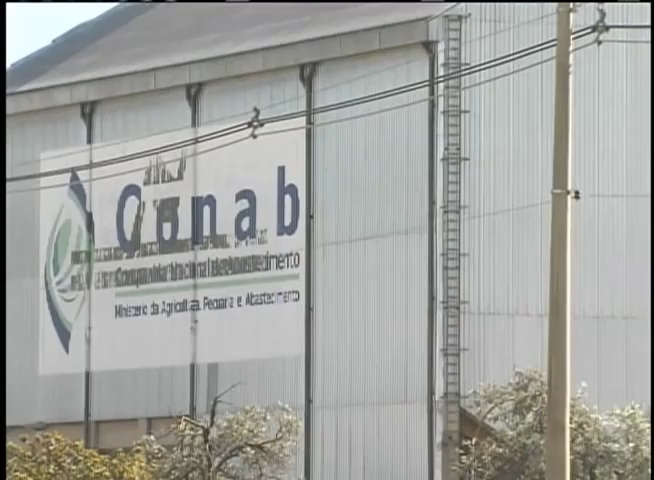 Conab
Companhia Nacional de Abastecimento
Ministério da Agricultura, Pecuária e Abastecimento